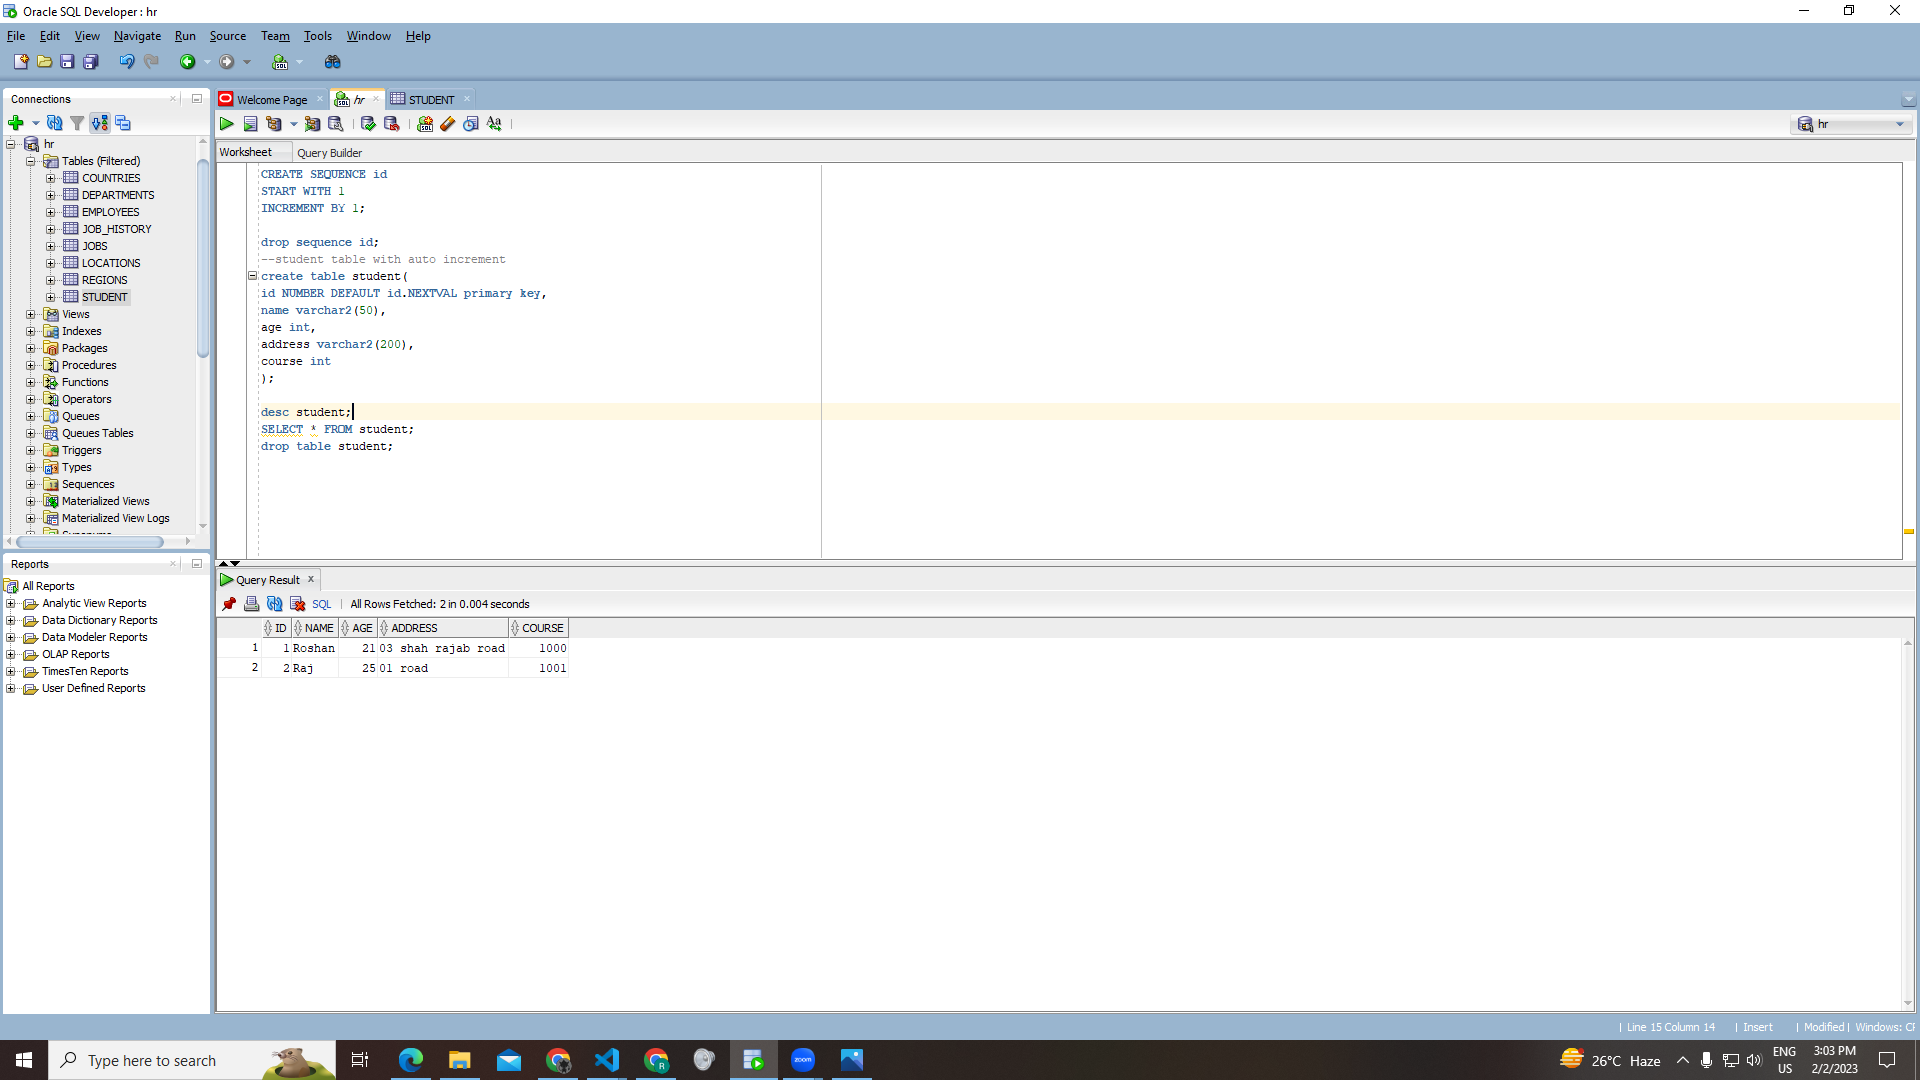 Oracle SQL Developer : hr
File Edit View Navigate Run Source Team Tools Window Help
Connections
hr
Tables (Filtered)
COUNTRIES
DEPARTMENTS
EMPLOYEES
JOB_HISTORY
JOBS
LOCATIONS
REGIONS
STUDENT
Views
Indexes
Packages
Procedures
Functions
Operators
Queues
Queues Tables
Triggers
Types
Sequences
Materialized Views
Materialized View Logs
Reports
All Reports
Analytic View Reports
Data Dictionary Reports
Data Modeler Reports
OLAP Reports
TimesTen Reports
User Defined Reports
Welcome Page hr STUDENT
hr
Worksheet Query Builder
CREATE SEQUENCE id
START WITH 1
INCREMENT BY 1;
drop sequence id;
--student table with auto increment
create table student(
id NUMBER DEFAULT id.NEXTVAL primary key,
name varchar2(50),
age int,
address varchar2(200),
course int
);
desc student;
SELECT * FROM student;
drop table student;
Query Result
SQL | All Rows Fetched: 2 in 0.004 seconds
ID NAME AGE ADDRESS COURSE
1 1 Roshan 21 03 shah rajab road 1000
2 2 Raj 25 01 road 1001
Line 15 Column 14 | Insert | Modified | Windows: CF
Type here to search
zoom
26°C Haze
ENG
US
3:03 PM
2/2/2023